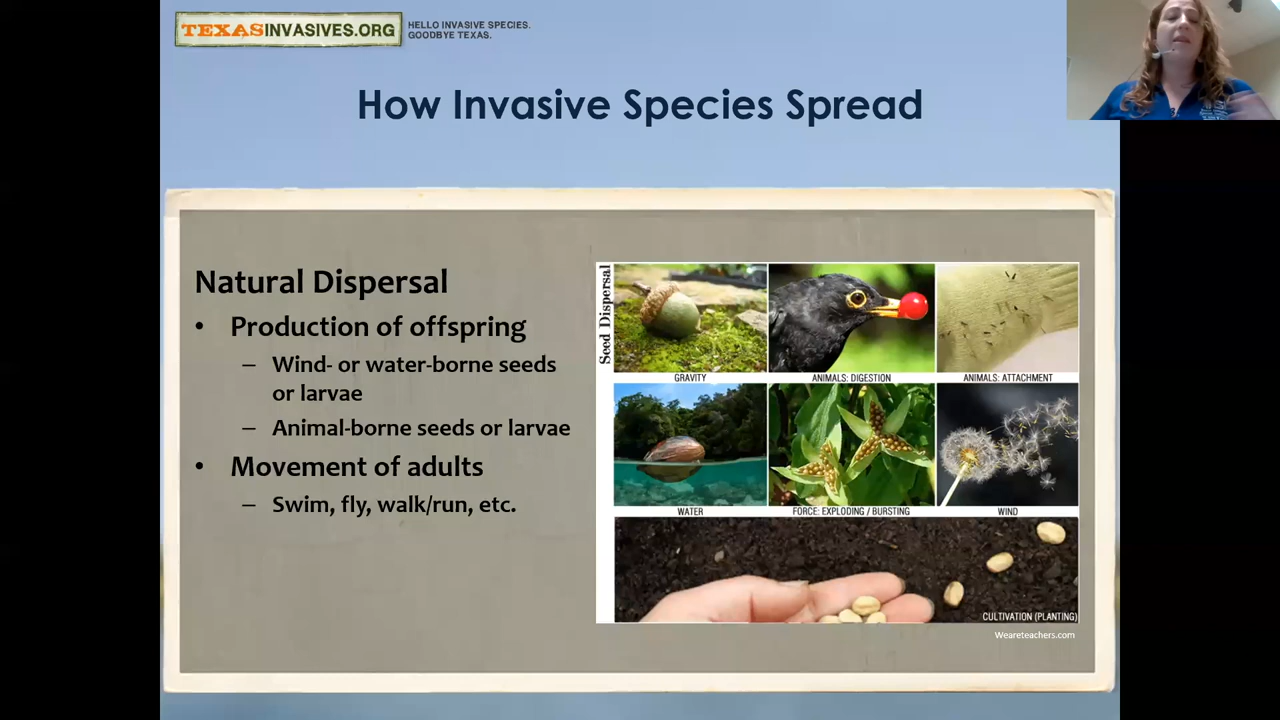 TEXASINVASIVES.ORG
HELLO INVASIVE SPECIES.
GOODBYE TEXAS.
How Invasive Species Spread
Natural Dispersal
• Production of offspring
– Wind- or water-borne seeds
or larvae
– Animal-borne seeds or larvae
• Movement of adults
– Swim, fly, walk/run, etc.
Seed Dispersal
GRAVITY
ANIMALS: DIGESTION
ANIMALS: ATTACHMENT
WATER
FORCE: EXPLODING / BURSTING
WIND
CULTIVATION (PLANTING)
Weareteachers.com